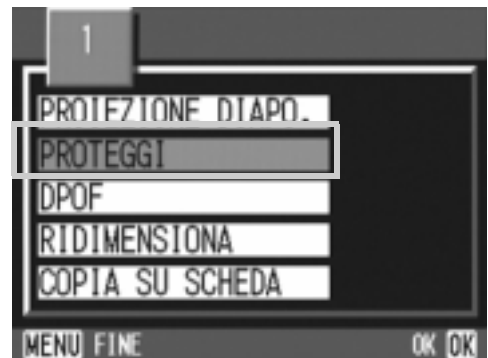 1
PROIEZIONE DIAPO.
PROTEGGI
DPOF
RIDIMENSIONA
COPIA SU SCHEDA
MENU FINE OK OK